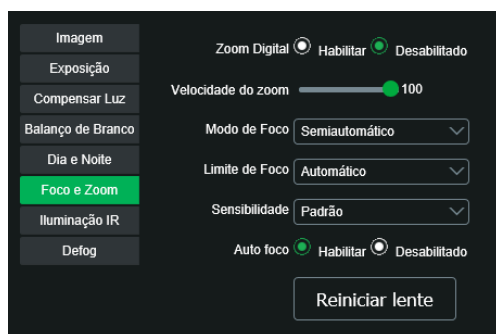 Imagem
Exposição
Compensar Luz
Balanço de Branco
Dia e Noite
Foco e Zoom
Iluminação IR
Defog
Zoom Digital Habilitar Desabilitado
Velocidade do zoom 100
Modo de Foco Semiautomático
Limite de Foco Automático
Sensibilidade Padrão
Auto foco Habilitar Desabilitado
Reiniciar lente